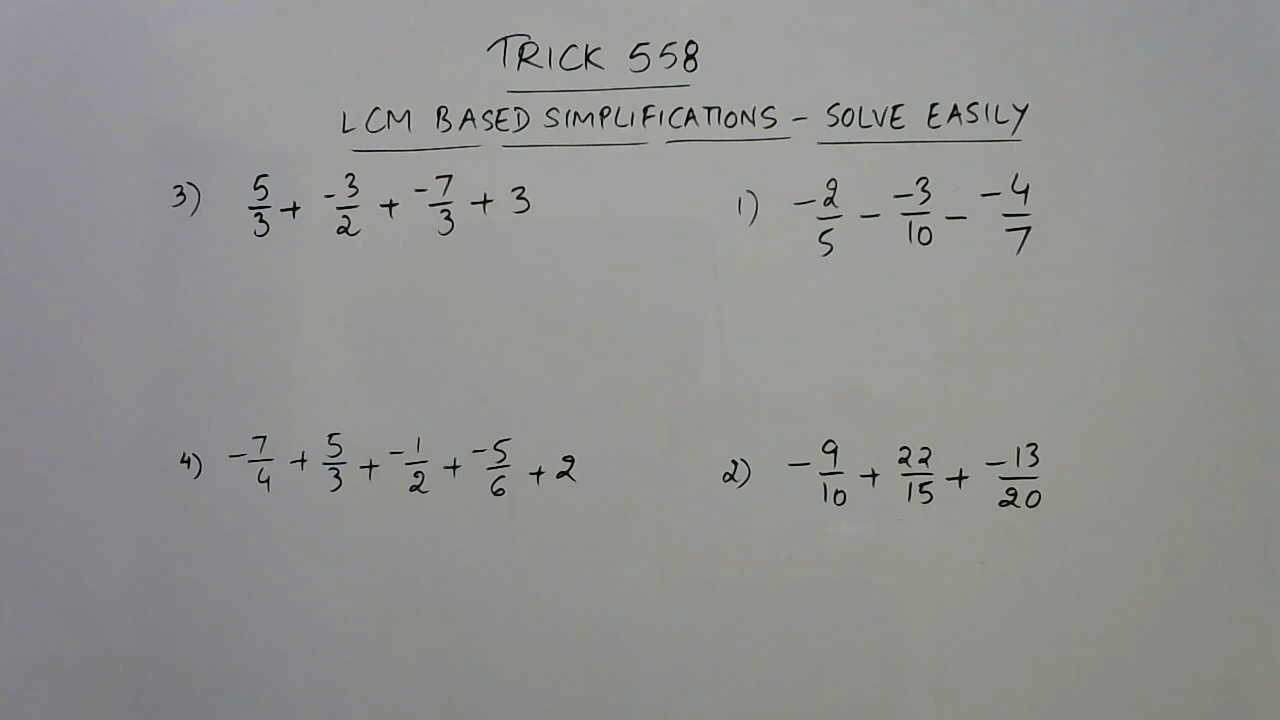 TRICK 558
LCM BASED SIMPLIFICATIONS - SOLVE EASILY
3) 5/3 + -3/2 + -7/3 + 3
1) -2/5 - -3/10 - -4/7
4) -7/4 + 5/3 + -1/2 + -5/6 + 2
2) -9/10 + 22/15 + -13/20